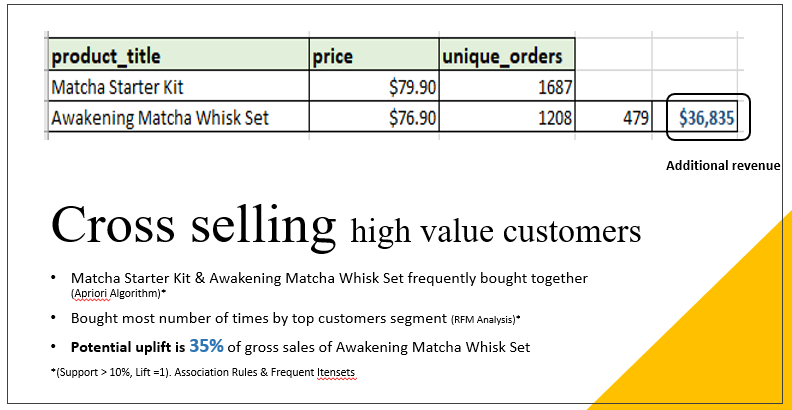 product_title price unique_orders
Matcha Starter Kit $79.90 1687
Awakening Matcha Whisk Set $76.90 1208 479 $36,835
Additional revenue
Cross selling high value customers
• Matcha Starter Kit & Awakening Matcha Whisk Set frequently bought together
(Apriori Algorithm)*
• Bought most number of times by top customers segment (RFM Analysis)*
• Potential uplift is 35% of gross sales of Awakening Matcha Whisk Set
*(Support > 10%, Lift =1). Association Rules & Frequent Itensets